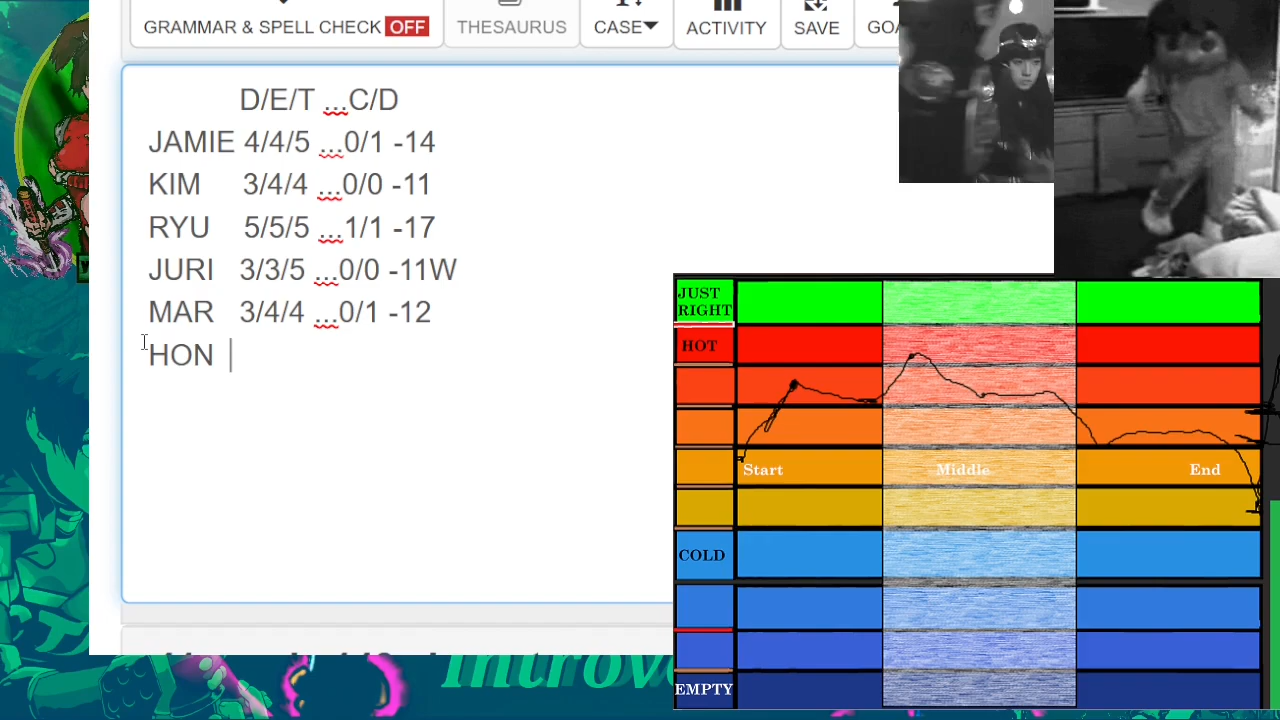 GRAMMAR & SPELL CHECK OFF THESAURUS CASE ACTIVITY SAVE
D/E/T ...C/D
JAMIE 4/4/5 ...0/1 -14
KIM 3/4/4 ...0/0 -11
RYU 5/5/5 ...1/1 -17
JURI 3/3/5 ...0/0 -11W
MAR 3/4/4 ...0/1 -12
HON
JUST
RIGHT
HOT
Start Middle End
COLD
EMPTY